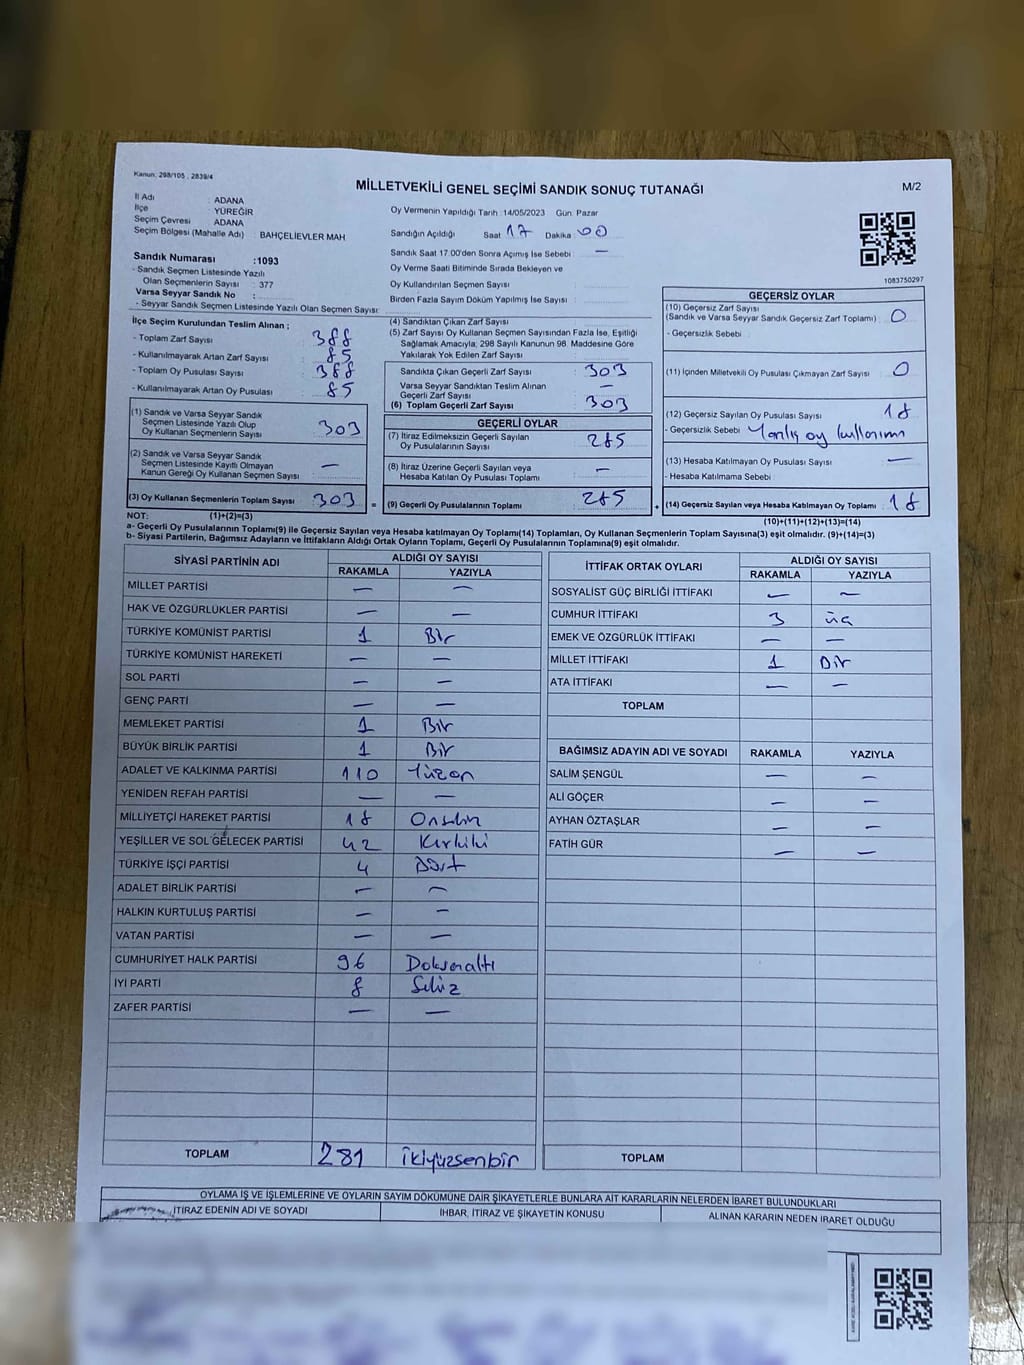 Kanun: 298/105 , 2839/4
MİLLETVEKİLİ GENEL SEÇİMİ SANDIK SONUÇ TUTANAĞI
M/2
İl Adı : ADANA
İlçe : YÜREĞİR
Seçim Çevresi : ADANA
Seçim Bölgesi (Mahalle Adı) : BAHÇELİEVLER MAH
Oy Vermenin Yapıldığı Tarih :14/05/2023 Gün: Pazar
Sandığın Açıldığı Saat 17 Dakika 00
Sandık Saat 17.00'den Sonra Açımış İse Sebebi : —
Oy Verme Saati Bitiminde Sırada Bekleyen ve
Oy Kullandırılan Seçmen Sayısı :
Birden Fazla Sayım Döküm Yapılmış İse Sayısı :
1083750297
Sandık Numarası :1093
- Sandık Seçmen Listesinde Yazılı
Olan Seçmenlerin Sayısı : 377
Varsa Seyyar Sandık No :
- Seyyar Sandık Seçmen Listesinde Yazılı Olan Seçmen Sayısı:
İlçe Seçim Kurulundan Teslim Alınan ;
- Toplam Zarf Sayısı : 388
- Kullanılmayarak Artan Zarf Sayısı : 85
- Toplam Oy Pusulası Sayısı : 388
- Kullanılmayarak Artan Oy Pusulası : 85
(1) Sandık ve Varsa Seyyar Sandık
Seçmen Listesinde Yazılı Olup
Oy Kullanan Seçmenlerin Sayısı : 303
(2) Sandık ve Varsa Seyyar Sandık
Seçmen Listesinde Kayıtlı Olmayan
Kanun Gereği Oy Kullanan Seçmen Sayısı : —
(3) Oy Kullanan Seçmenlerin Toplam Sayısı : 303 =
(4) Sandıktan Çıkan Zarf Sayısı :
(5) Zarf Sayısı Oy Kullanan Seçmen Sayısından Fazla İse, Eşitliği
Sağlamak Amacıyla; 298 Sayılı Kanunun 98. Maddesine Göre
Yakılarak Yok Edilen Zarf Sayısı :
Sandıkta Çıkan Geçerli Zarf Sayısı : 303
Varsa Seyyar Sandıktan Teslim Alınan
Geçerli Zarf Sayısı : —
(6) Toplam Geçerli Zarf Sayısı : 303
GEÇERLİ OYLAR
(7) İtiraz Edilmeksizin Geçerli Sayılan
Oy Pusulalarının Sayısı : 285
(8) İtiraz Üzerine Geçerli Sayılan veya
Hesaba Katılan Oy Pusulası Toplamı : —
(9) Geçerli Oy Pusulalarının Toplamı : 285 +
GEÇERSİZ OYLAR
(10) Geçersiz Zarf Sayısı
(Sandık ve Varsa Seyyar Sandık Geçersiz Zarf Toplamı) : 0
- Geçersizlik Sebebi :
(11) İçinden Milletvekili Oy Pusulası Çıkmayan Zarf Sayısı : 0
(12) Geçersiz Sayılan Oy Pusulası Sayısı : 18
- Geçersizlik Sebebi : Yanlış oy kullanımı
(13) Hesaba Katılmayan Oy Pusulası Sayısı : —
- Hesaba Katılmama Sebebi :
(14) Geçersiz Sayılan veya Hesaba Katılmayan Oy Toplamı : 18
NOT: (1)+(2)=(3)
(10)+(11)+(12)+(13)=(14)
a- Geçerli Oy Pusulalarının Toplamı(9) ile Geçersiz Sayılan veya Hesaba katılmayan Oy Toplamı(14) Toplamları, Oy Kullanan Seçmenlerin Toplam Sayısına(3) eşit olmalıdır. (9)+(14)=(3)
b- Siyasi Partilerin, Bağımsız Adayların ve İttifakların Aldığı Ortak Oyların Toplamı, Geçerli Oy Pusulalarının Toplamına(9) eşit olmalıdır.
SİYASİ PARTİNİN ADI ALDIĞI OY SAYISI
RAKAMLA YAZIYLA
MİLLET PARTİSİ — —
HAK VE ÖZGÜRLÜKLER PARTİSİ — —
TÜRKİYE KOMÜNİST PARTİSİ 1 Bir
TÜRKİYE KOMÜNİST HAREKETİ — —
SOL PARTİ — —
GENÇ PARTİ — —
MEMLEKET PARTİSİ 1 Bir
BÜYÜK BİRLİK PARTİSİ 1 Bir
ADALET VE KALKINMA PARTİSİ 110 Yüzon
YENİDEN REFAH PARTİSİ — —
MİLLİYETÇİ HAREKET PARTİSİ 18 Onsekiz
YEŞİLLER VE SOL GELECEK PARTİSİ 42 Kırkiki
TÜRKİYE İŞÇİ PARTİSİ 4 Dört
ADALET BİRLİK PARTİSİ — —
HALKIN KURTULUŞ PARTİSİ — —
VATAN PARTİSİ — —
CUMHURİYET HALK PARTİSİ 96 Doksenaltı
İYİ PARTİ 8 Sekiz
ZAFER PARTİSİ — —
TOPLAM 281 ikiyüzsenbir
İTTİFAK ORTAK OYLARI ALDIĞI OY SAYISI
RAKAMLA YAZIYLA
SOSYALİST GÜÇ BİRLİĞİ İTTİFAKI — —
CUMHUR İTTİFAKI 3 üç
EMEK VE ÖZGÜRLÜK İTTİFAKI — —
MİLLET İTTİFAKI 1 Bir
ATA İTTİFAKI — —
TOPLAM
BAĞIMSIZ ADAYIN ADI VE SOYADI RAKAMLA YAZIYLA
SALİM ŞENGÜL — —
ALİ GÖÇER — —
AYHAN ÖZTAŞLAR — —
FATİH GÜR — —
TOPLAM
OYLAMA İŞ VE İŞLEMLERİNE VE OYLARIN SAYIM DÖKÜMÜNE DAİR ŞİKAYETLERLE BUNLARA AİT KARARLARIN NELERDEN İBARET BULUNDUKLARI
İTİRAZ EDENİN ADI VE SOYADI İHBAR, İTİRAZ VE ŞİKAYETİN KONUSU ALINAN KARARIN NEDEN İBARET OLDUĞU